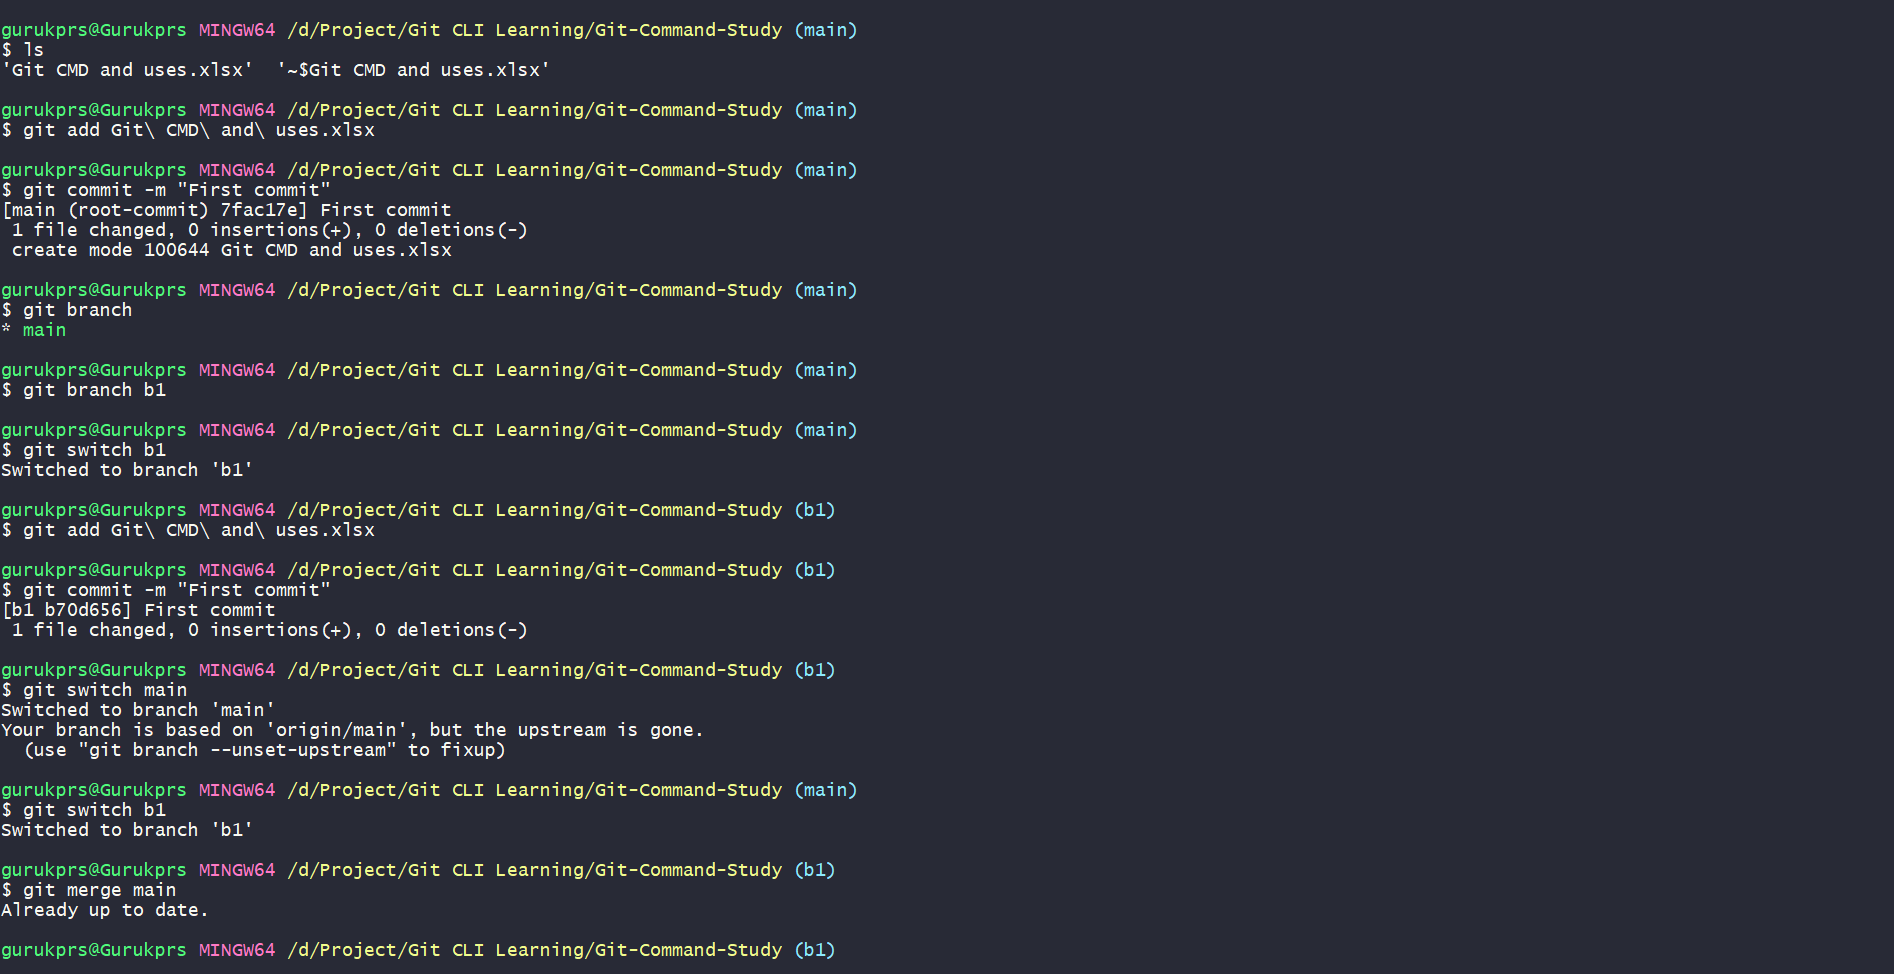 gurukprs@Gurukprs MINGW64 /d/Project/Git CLI Learning/Git-Command-Study (main)
$ ls
'Git CMD and uses.xlsx'  '~$Git CMD and uses.xlsx'
gurukprs@Gurukprs MINGW64 /d/Project/Git CLI Learning/Git-Command-Study (main)
$ git add Git\ CMD\ and\ uses.xlsx
gurukprs@Gurukprs MINGW64 /d/Project/Git CLI Learning/Git-Command-Study (main)
$ git commit -m "First commit"
[main (root-commit) 7fac17e] First commit
 1 file changed, 0 insertions(+), 0 deletions(-)
 create mode 100644 Git CMD and uses.xlsx
gurukprs@Gurukprs MINGW64 /d/Project/Git CLI Learning/Git-Command-Study (main)
$ git branch
* main
gurukprs@Gurukprs MINGW64 /d/Project/Git CLI Learning/Git-Command-Study (main)
$ git branch b1
gurukprs@Gurukprs MINGW64 /d/Project/Git CLI Learning/Git-Command-Study (main)
$ git switch b1
Switched to branch 'b1'
gurukprs@Gurukprs MINGW64 /d/Project/Git CLI Learning/Git-Command-Study (b1)
$ git add Git\ CMD\ and\ uses.xlsx
gurukprs@Gurukprs MINGW64 /d/Project/Git CLI Learning/Git-Command-Study (b1)
$ git commit -m "First commit"
[b1 b70d656] First commit
 1 file changed, 0 insertions(+), 0 deletions(-)
gurukprs@Gurukprs MINGW64 /d/Project/Git CLI Learning/Git-Command-Study (b1)
$ git switch main
Switched to branch 'main'
Your branch is based on 'origin/main', but the upstream is gone.
  (use "git branch --unset-upstream" to fixup)
gurukprs@Gurukprs MINGW64 /d/Project/Git CLI Learning/Git-Command-Study (main)
$ git switch b1
Switched to branch 'b1'
gurukprs@Gurukprs MINGW64 /d/Project/Git CLI Learning/Git-Command-Study (b1)
$ git merge main
Already up to date.
gurukprs@Gurukprs MINGW64 /d/Project/Git CLI Learning/Git-Command-Study (b1)